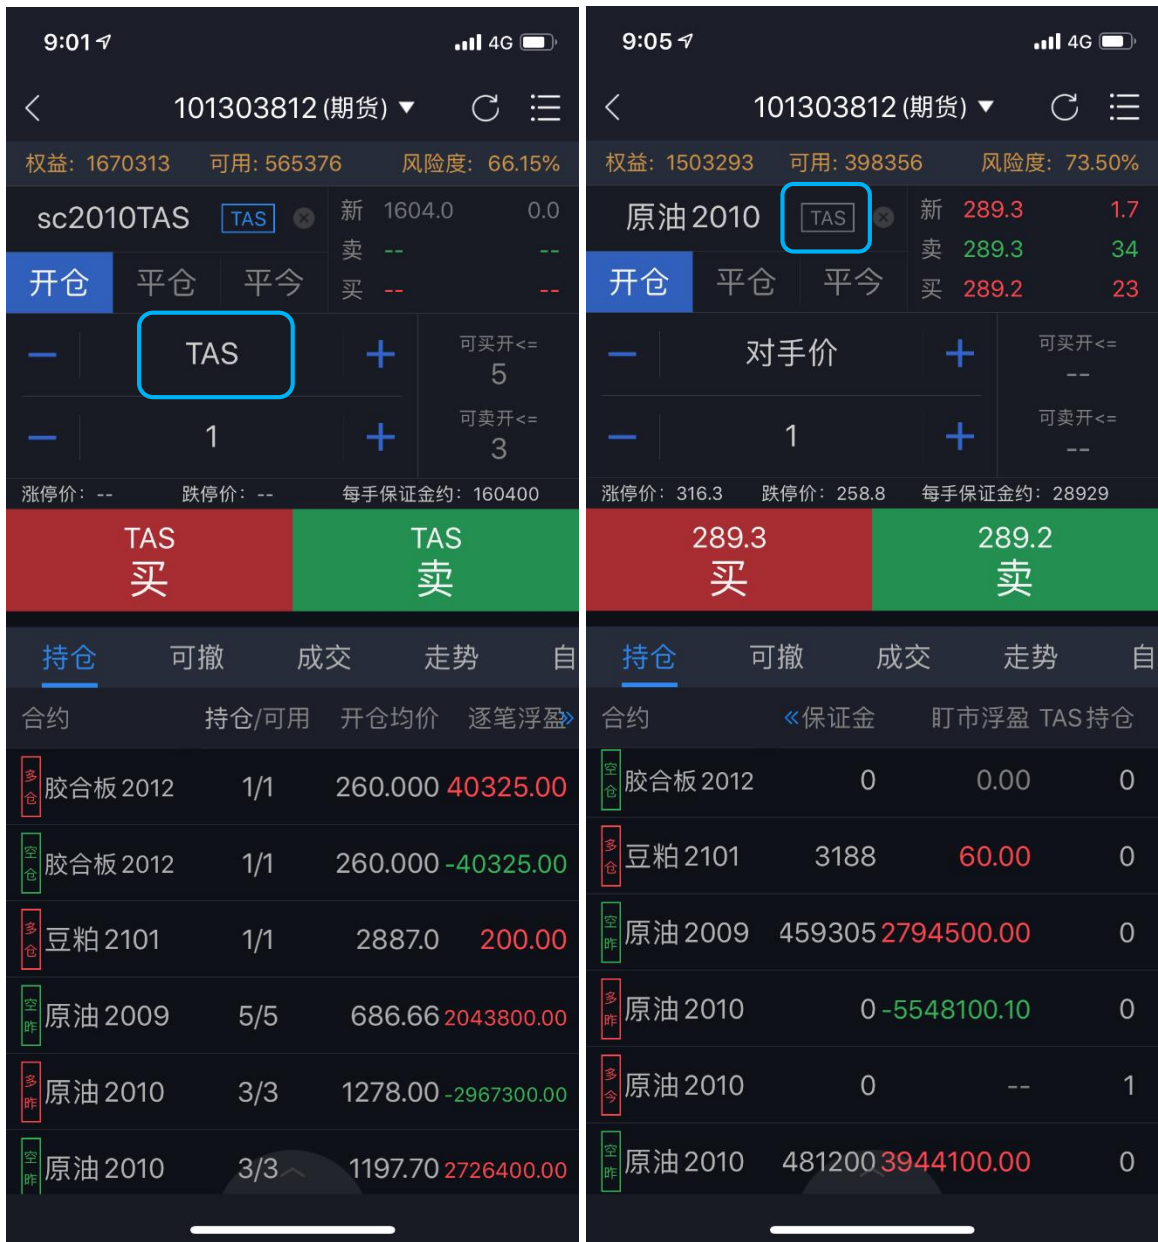 9:01
4G
101303812(期货)
权益: 1670313 可用: 565376 风险度: 66.15%
sc2010TAS TAS
新 1604.0 0.0
卖 -- --
买 -- --
开仓 平仓 平今
TAS
可买开<=
5
1
可卖开<=
3
涨停价: -- 跌停价: -- 每手保证金约: 160400
TAS
买
TAS
卖
持仓 可撤 成交 走势 自
合约 持仓/可用 开仓均价 逐笔浮盈»
多仓 胶合板2012 1/1 260.000 40325.00
空仓 胶合板2012 1/1 260.000 -40325.00
多仓 豆粕2101 1/1 2887.0 200.00
空昨 原油2009 5/5 686.66 2043800.00
多昨 原油2010 3/3 1278.00 -2967300.00
空昨 原油2010 3/3 1197.70 2726400.00
9:05
4G
101303812(期货)
权益: 1503293 可用: 398356 风险度: 73.50%
原油2010 TAS
新 289.3 1.7
卖 289.3 34
买 289.2 23
开仓 平仓 平今
对手价
可买开<=
--
1
可卖开<=
--
涨停价: 316.3 跌停价: 258.8 每手保证金约: 28929
289.3
买
289.2
卖
持仓 可撤 成交 走势 自
合约 «保证金 盯市浮盈 TAS持仓
空仓 胶合板2012 0 0.00 0
多仓 豆粕2101 3188 60.00 0
空昨 原油2009 459305 2794500.00 0
多昨 原油2010 0 -5548100.10 0
多今 原油2010 0 -- 1
空昨 原油2010 481200 3944100.00 0